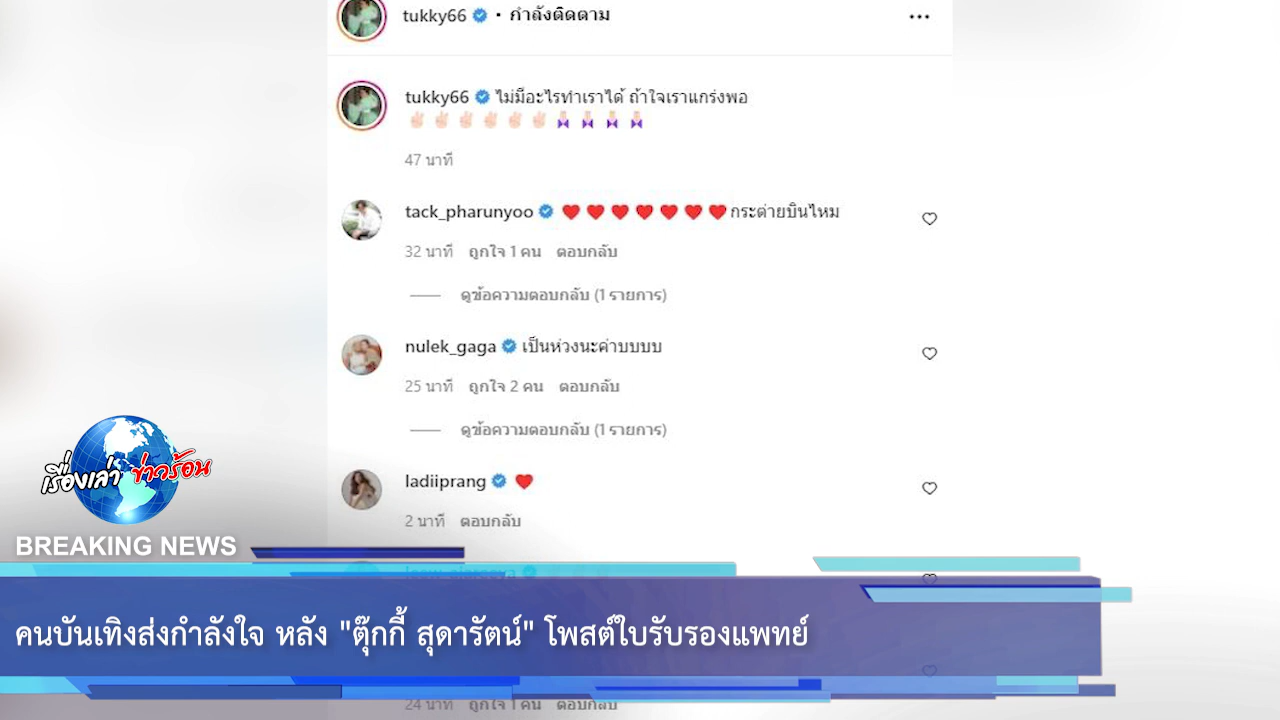 tukky66 • กำลังติดตาม
tukky66 ไม่มีอะไรทำเราได้ ถ้าใจเราแกร่งพอ
✌🏻✌🏻✌🏻✌🏻✌🏻✌🏻
47 นาที
tack_pharunyoo ❤️❤️❤️❤️❤️❤️❤️กระต่ายบินไหม
32 นาที ถูกใจ 1 คน ตอบกลับ
ดูข้อความตอบกลับ (1 รายการ)
nulek_gaga เป็นห่วงนะค่าบบบบ
25 นาที ถูกใจ 2 คน ตอบกลับ
ดูข้อความตอบกลับ (1 รายการ)
ladiiprang ❤️
2 นาที ตอบกลับ
เรื่องเล่า ข่าวร้อน
BREAKING NEWS
คนบันเทิงส่งกำลังใจ หลัง "ตุ๊กกี้ สุดารัตน์" โพสต์ใบรับรองแพทย์
24 นาที ถูกใจ 1 คน ตอบกลับ